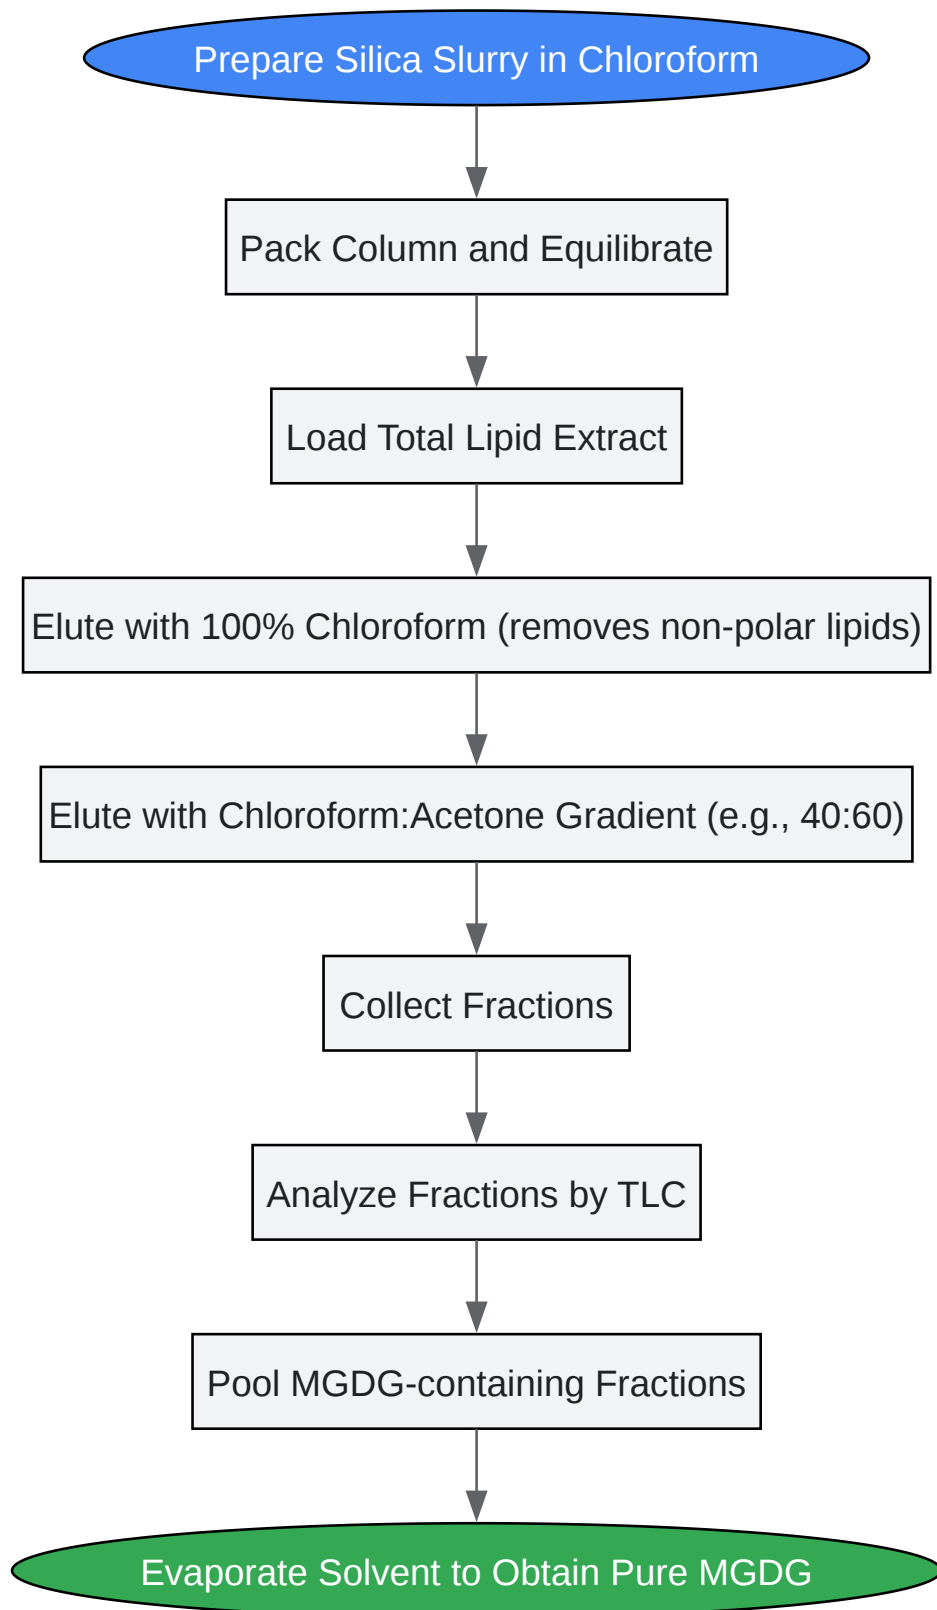 Prepare Silica Slurry in Chloroform
Pack Column and Equilibrate
Load Total Lipid Extract
Elute with 100% Chloroform (removes non-polar lipids)
Elute with Chloroform:Acetone Gradient (e.g., 40:60)
Collect Fractions
Analyze Fractions by TLC
Pool MGDG-containing Fractions
Evaporate Solvent to Obtain Pure MGDG